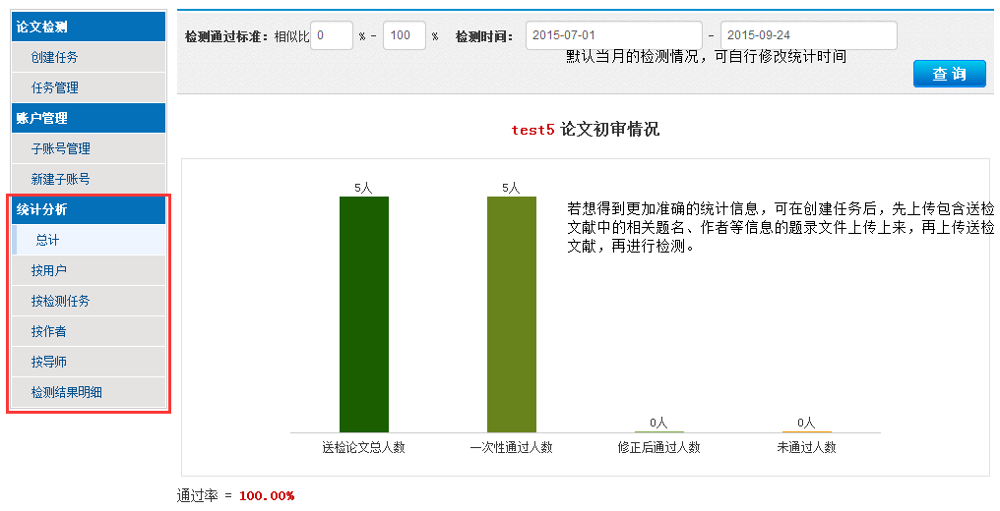 论文检测
创建任务
任务管理
账户管理
子账号管理
新建子账号
统计分析
总计
按用户
按检测任务
按作者
按导师
检测结果明细
检测通过标准：相似比 0 % - 100 % 检测时间： 2015-07-01 - 2015-09-24
默认当月的检测情况，可自行修改统计时间
查 询
test5 论文初审情况
5人 5人
若想得到更加准确的统计信息，可在创建任务后，先上传包含送检
文献中的相关题名、作者等信息的题录文件上传上来，再上传送检
文献，再进行检测。
0人 0人
送检论文总人数 一次性通过人数 修正后通过人数 未通过人数
通过率 = 100.00%